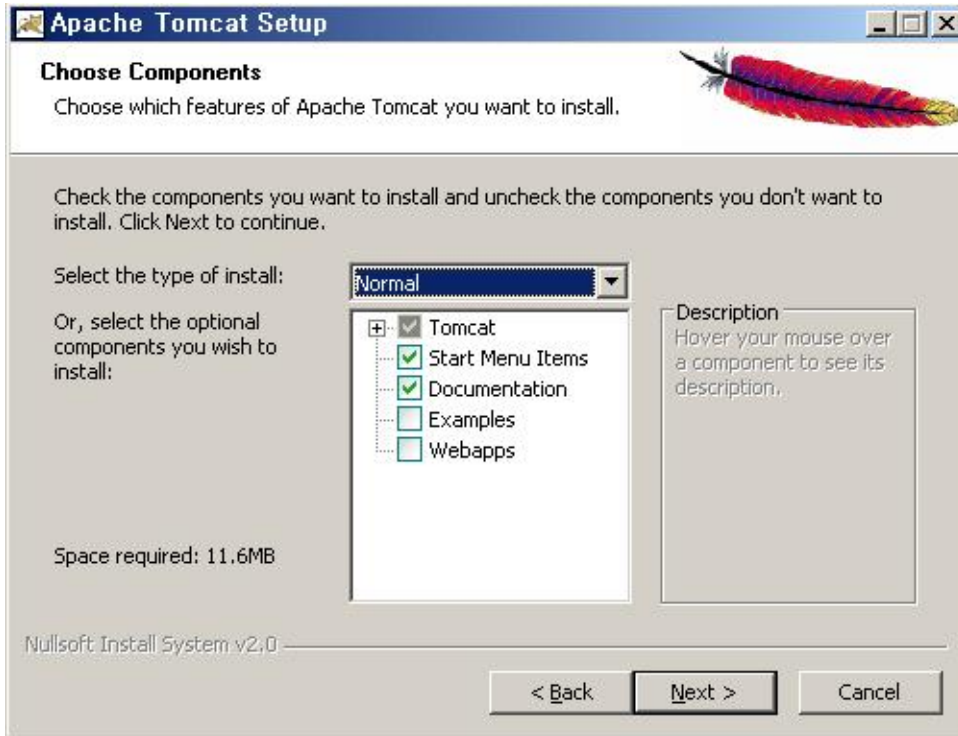 Apache Tomcat Setup
Choose Components
Choose which features of Apache Tomcat you want to install.
Check the components you want to install and uncheck the components you don't want to
install. Click Next to continue.
Select the type of install:
Normal
Or, select the optional
components you wish to
install:
Tomcat
Start Menu Items
Documentation
Examples
Webapps
Description
Hover your mouse over
a component to see its
description.
Space required: 11.6MB
Nullsoft Install System v2.0
< Back
Next >
Cancel